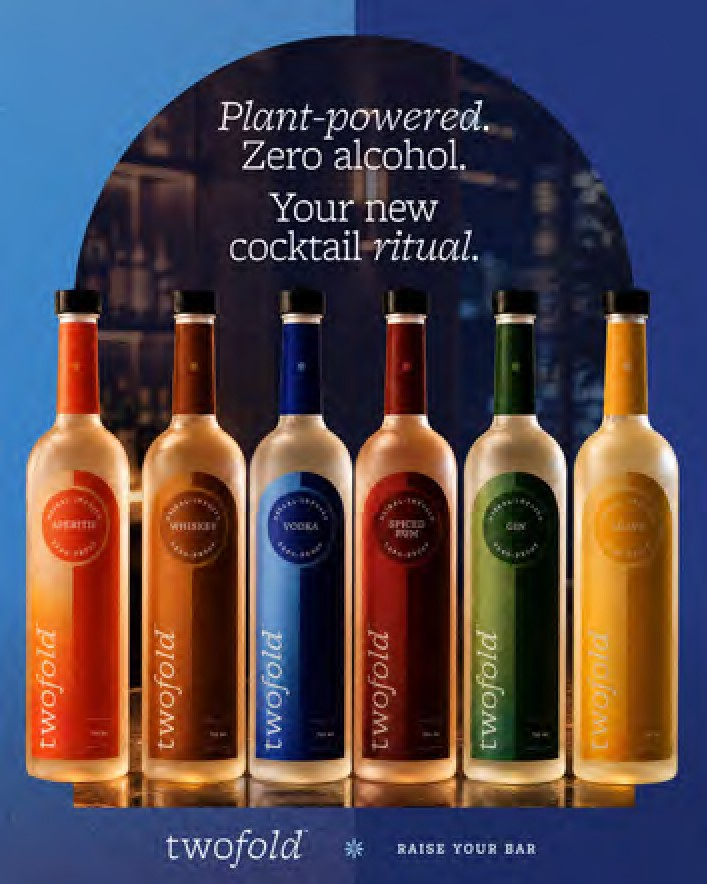 Plant-powered.
Zero alcohol.
Your new
cocktail ritual.
APERITIF
WHISKEY
VODKA
SPICED
RUM
GIN
twofold
twofold
twofold
twofold
twofold
twofold
twofold
RAISE YOUR BAR